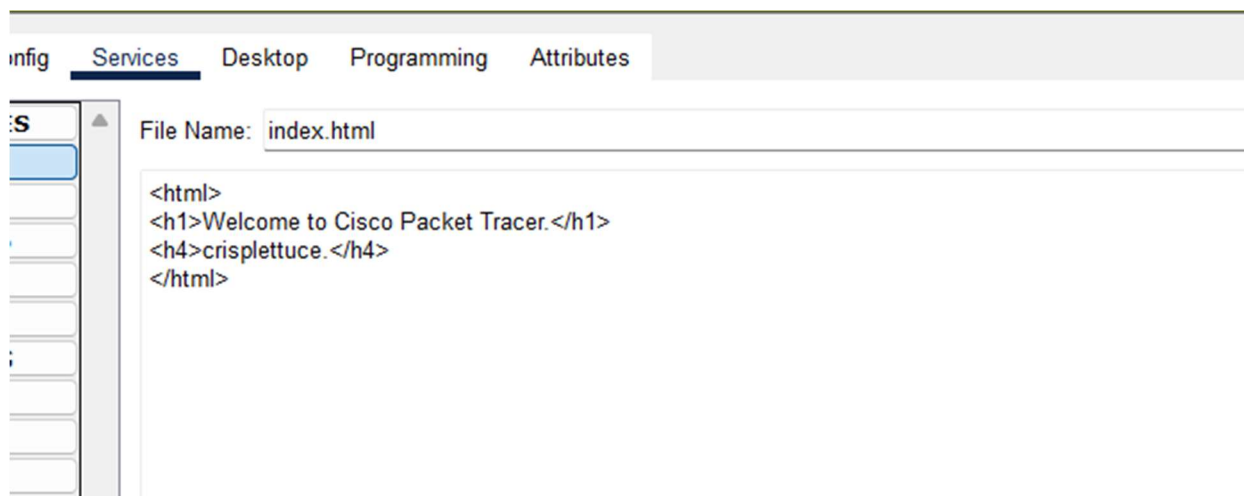 Services Desktop Programming Attributes
File Name: index.html
<html>
<h1>Welcome to Cisco Packet Tracer.</h1>
<h4>crisplettuce.</h4>
</html>